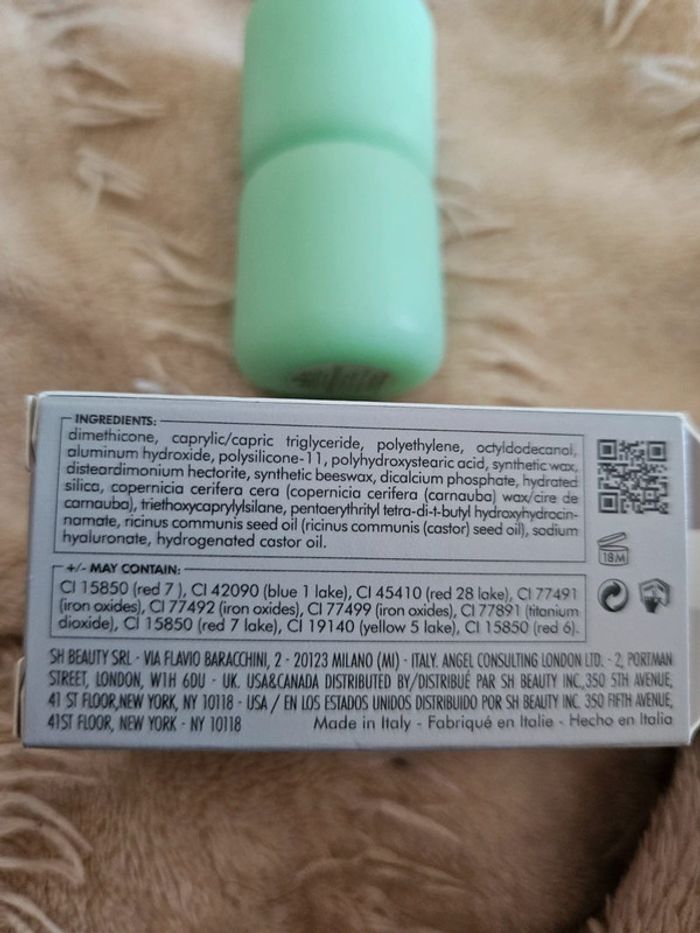 INGREDIENTS:
dimethicone, caprylic/capric triglyceride, polyethylene, octyldodecanol,
aluminum hydroxide, polysilicone-11, polyhydroxystearic acid, synthetic wax,
disteardimonium hectorite, synthetic beeswax, dicalcium phosphate, hydrated
silica, copernicia cerifera cera (copernicia cerifera (carnauba) wax/cire de
carnauba), triethoxycaprylylsilane, pentaerythrityl tetra-di-t-butyl hydroxyhydrocin-
namate, ricinus communis seed oil (ricinus communis (castor) seed oil), sodium
hyaluronate, hydrogenated castor oil.
18M
+/- MAY CONTAIN:
CI 15850 (red 7 ), CI 42090 (blue 1 lake), CI 45410 (red 28 lake), CI 77491
(iron oxides), CI 77492 (iron oxides), CI 77499 (iron oxides), CI 77891 (titanium
dioxide), CI 15850 (red 7 lake), CI 19140 (yellow 5 lake), CI 15850 (red 6).
SH BEAUTY SRL - VIA FLAVIO BARACCHINI, 2 - 20123 MILANO (MI) - ITALY. ANGEL CONSULTING LONDON LTD. - 2, PORTMAN
STREET, LONDON, W1H 6DU - UK. USA&CANADA DISTRIBUTED BY/DISTRIBUÉ PAR SH BEAUTY INC,350 5TH AVENUE,
41 ST FLOOR,NEW YORK, NY 10118 - USA / EN LOS ESTADOS UNIDOS DISTRIBUIDO POR SH BEAUTY INC. 350 FIFTH AVENUE,
41ST FLOOR, NEW YORK - NY 10118 Made in Italy - Fabriqué en Italie - Hecho en Italia